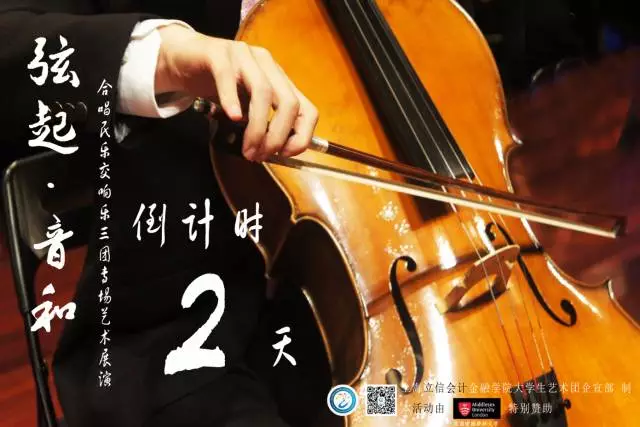 弦起·音和
合唱民乐交响乐三团专场艺术展演
倒计时
2
天
立信会计金融学院大学生艺术团企宣部 制
活动由
Middlesex
University
London
特别赞助